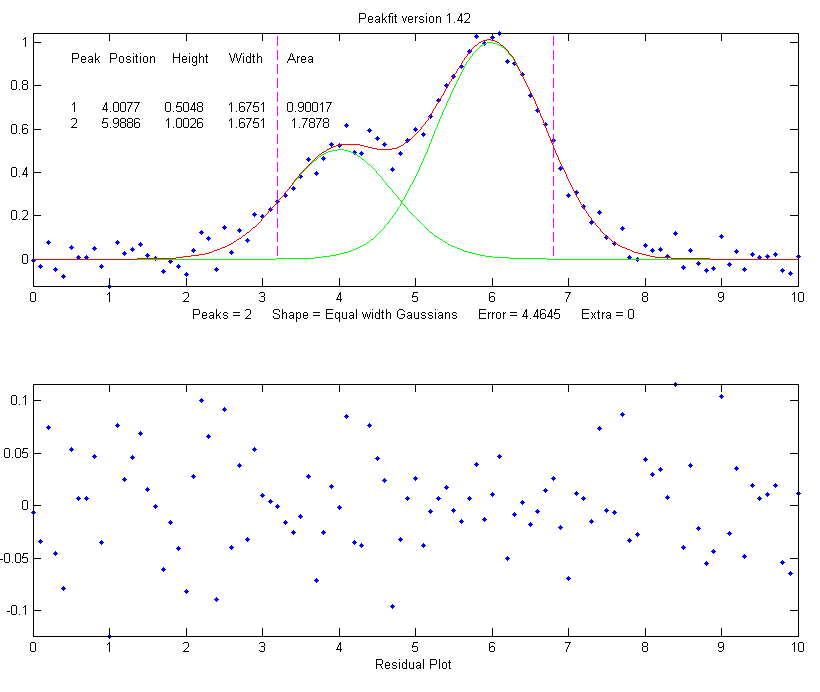 Peakfit version 1.42
1
Peak Position Height Width Area
0.8
1 4.0077 0.5048 1.6751 0.90017
2 5.9886 1.0026 1.6751 1.7878
0.6
0.4
0.2
0
0 1 2 3 4 5 6 7 8 9 10
Peaks = 2 Shape = Equal width Gaussians Error = 4.4645 Extra = 0
0.1
0.05
0
-0.05
-0.1
0 1 2 3 4 5 6 7 8 9 10
Residual Plot